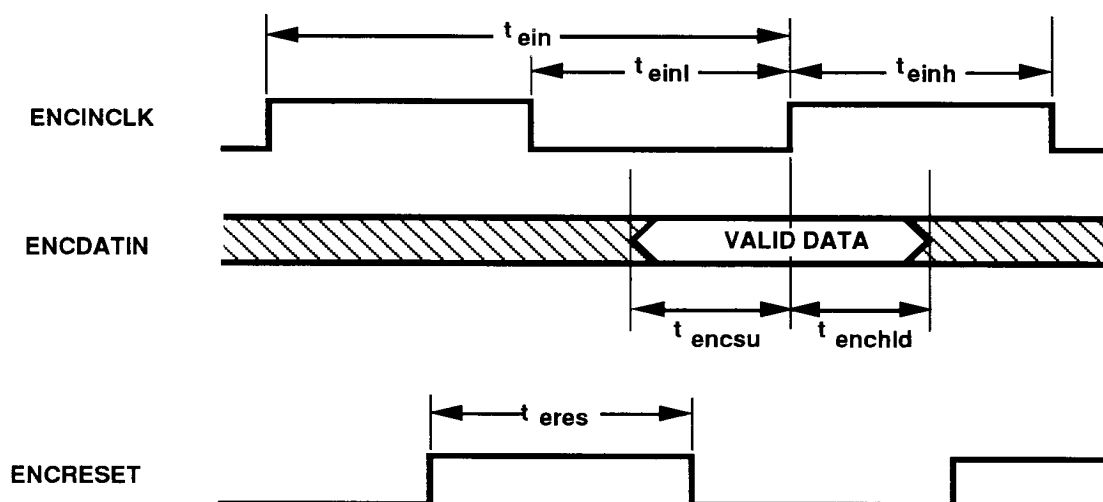 t ein
t einl
t einh
ENCINCLK
ENCDATIN
VALID DATA
t encsu
t enchld
t eres
ENCRESET